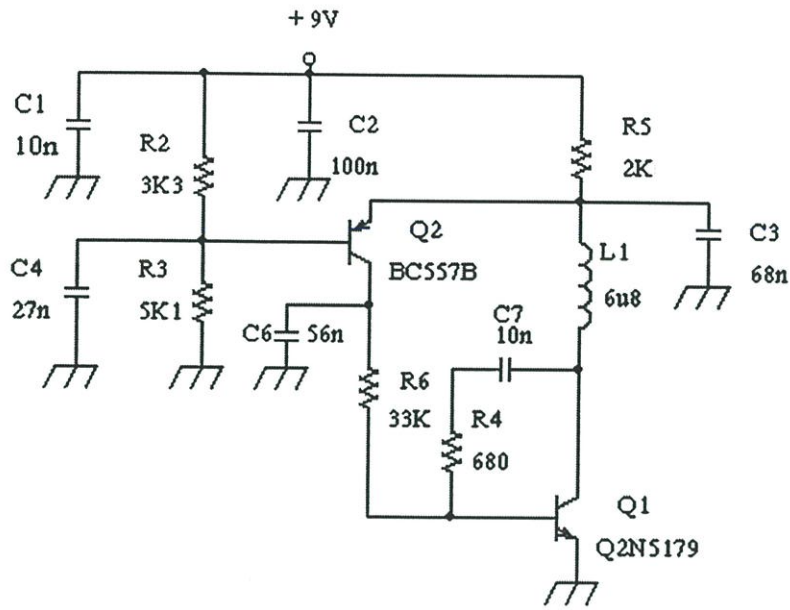 + 9V
C1
10n
R2
3K3
C2
100n
R5
2K
Q2
BC557B
C3
68n
L1
6u8
C4
27n
R3
5K1
C6 56n
C7
10n
R6
33K
R4
680
Q1
Q2N5179